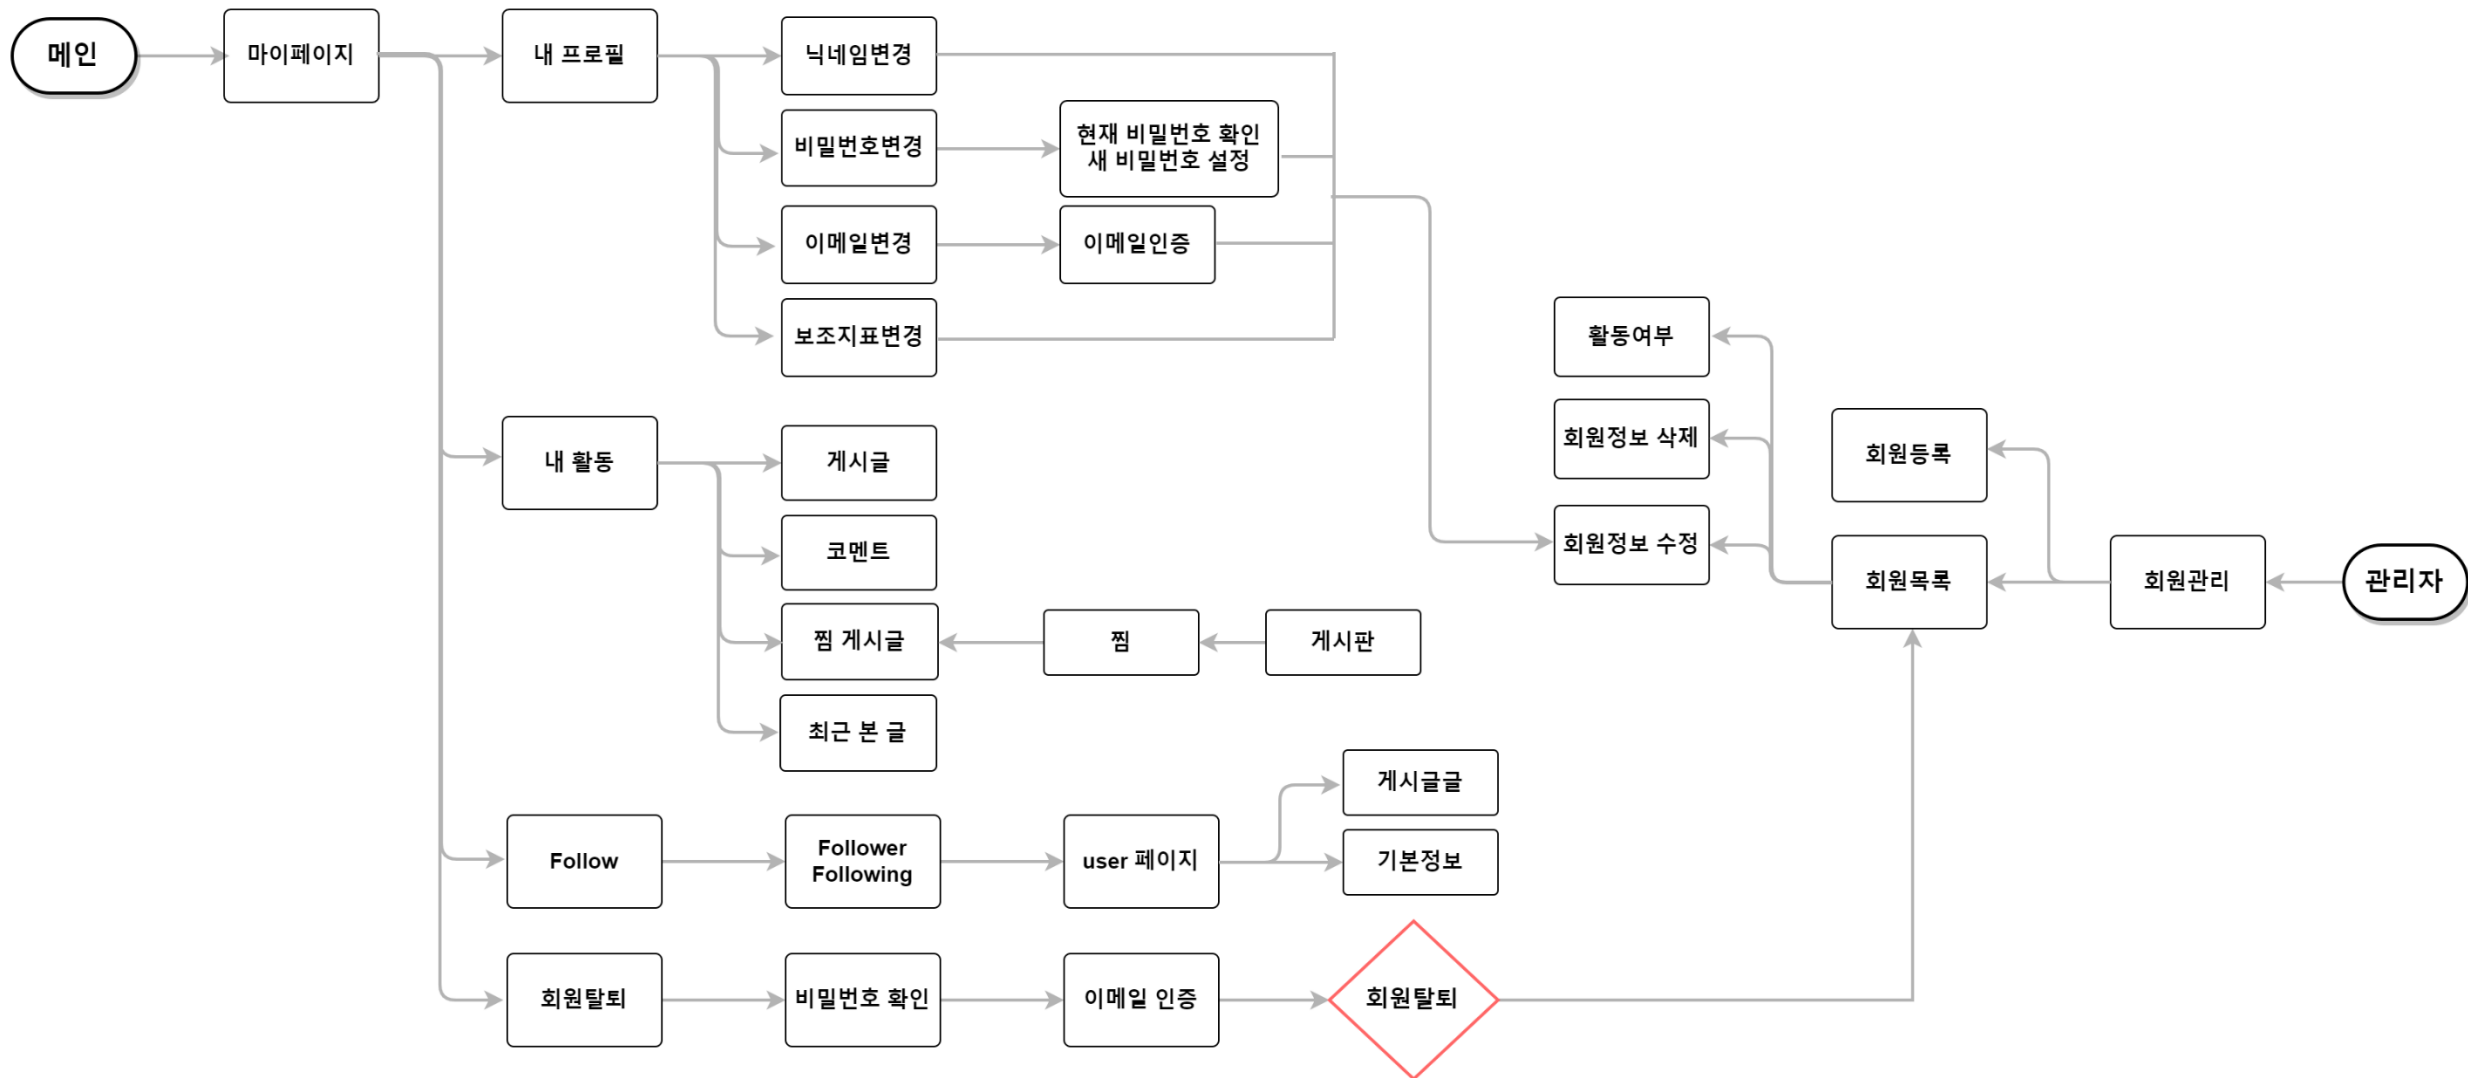 메인
마이페이지
내 프로필
닉네임변경
비밀번호변경
현재 비밀번호 확인
새 비밀번호 설정
이메일변경
이메일인증
보조지표변경
활동여부
회원정보 삭제
회원정보 수정
회원등록
회원목록
회원관리
관리자
내 활동
게시글
코멘트
찜 게시글
찜
게시판
최근 본 글
Follow
Follower
Following
user 페이지
게시글글
기본정보
회원탈퇴
비밀번호 확인
이메일 인증
회원탈퇴